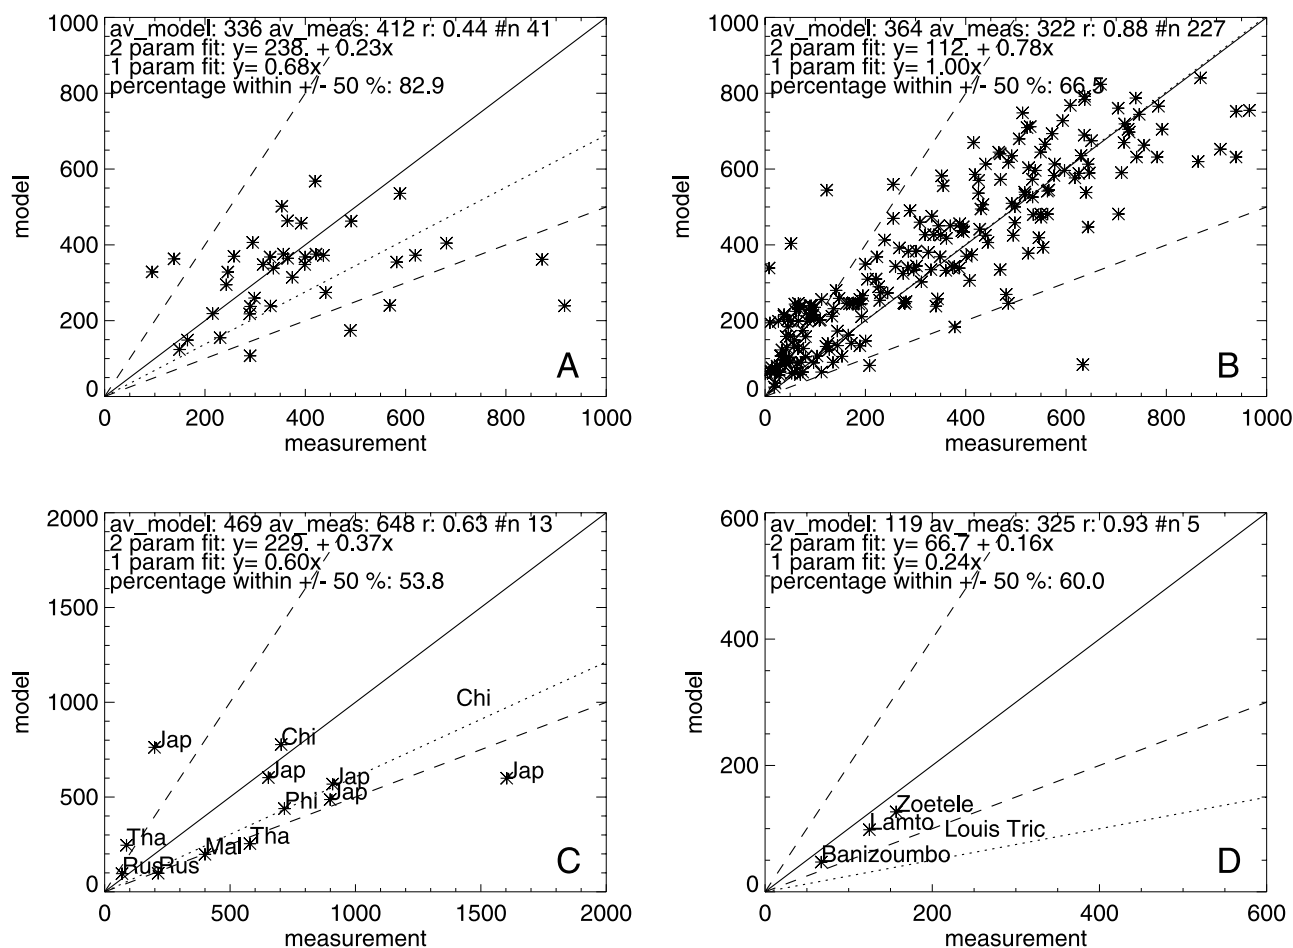 av_model: 336 av_meas: 412 r: 0.44 #n 41
2 param fit: y= 238. + 0.23x
1 param fit: y= 0.68x
percentage within +/- 50 %: 82.9
1000
800
600
400
200
0
model
A
0 200 400 600 800 1000
measurement
av_model: 364 av_meas: 322 r: 0.88 #n 227
2 param fit: y= 112. + 0.78x
1 param fit: y= 1.00x
percentage within +/- 50 %: 66.5
1000
800
600
400
200
0
model
B
0 200 400 600 800 1000
measurement
av_model: 469 av_meas: 648 r: 0.63 #n 13
2 param fit: y= 229. + 0.37x
1 param fit: y= 0.60x
percentage within +/- 50 %: 53.8
2000
1500
1000
500
0
model
Chi
Jap
Chi
Jap
Jap
Jap
Jap
Phi
Tha
Tha
Mal
Rus
Rus
C
0 500 1000 1500 2000
measurement
av_model: 119 av_meas: 325 r: 0.93 #n 5
2 param fit: y= 66.7 + 0.16x
1 param fit: y= 0.24x
percentage within +/- 50 %: 60.0
600
400
200
0
model
Zoetele
Lamto
Louis Tric
Banizoumbo
D
0 200 400 600
measurement